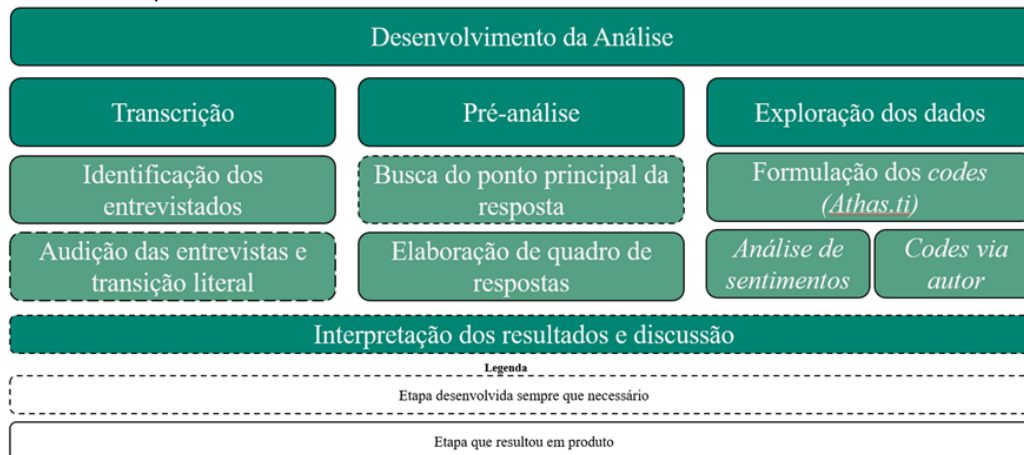 Desenvolvimento da Análise
Transcrição
Pré-análise
Exploração dos dados
Identificação dos
entrevistados
Busca do ponto principal da
resposta
Formulação dos codes
(Athas.ti)
Audição das entrevistas e
transição literal
Elaboração de quadro de
respostas
Análise de
sentimentos
Codes via
autor
Interpretação dos resultados e discussão
Legenda
Etapa desenvolvida sempre que necessário
Etapa que resultou em produto